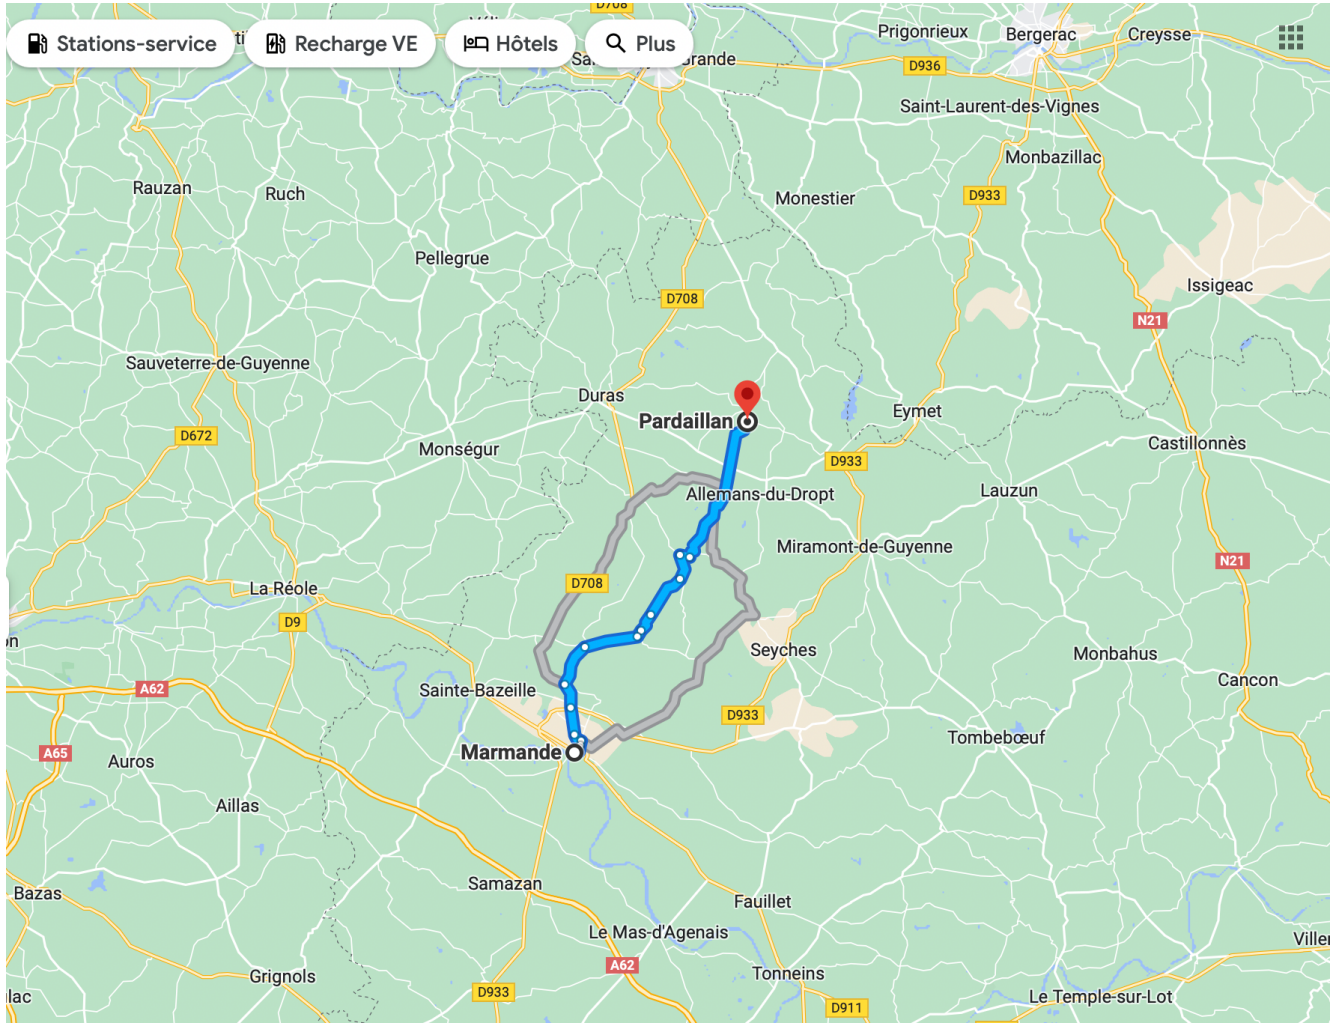 D708
Stations-service
Recharge VE
Hôtels
Plus
Prigonrieux
Bergerac
Creysse
D936
Saint-Laurent-des-Vignes
Monbazillac
Rauzan
Ruch
Monestier
D933
Pellegrue
Issigeac
D708
N21
Sauveterre-de-Guyenne
Duras
Eymet
Pardaillan
D672
Monségur
Castillonnès
D933
Allemans-du-Dropt
Lauzun
Miramont-de-Guyenne
N21
La Réole
D708
D9
Seyches
Monbahus
Cancon
A62
Sainte-Bazeille
D933
Tombebœuf
A65
Auros
Marmande
Aillas
Samazan
Bazas
Fauillet
Le Mas-d'Agenais
A62
Grignols
Tonneins
D933
Le Temple-sur-Lot
D911